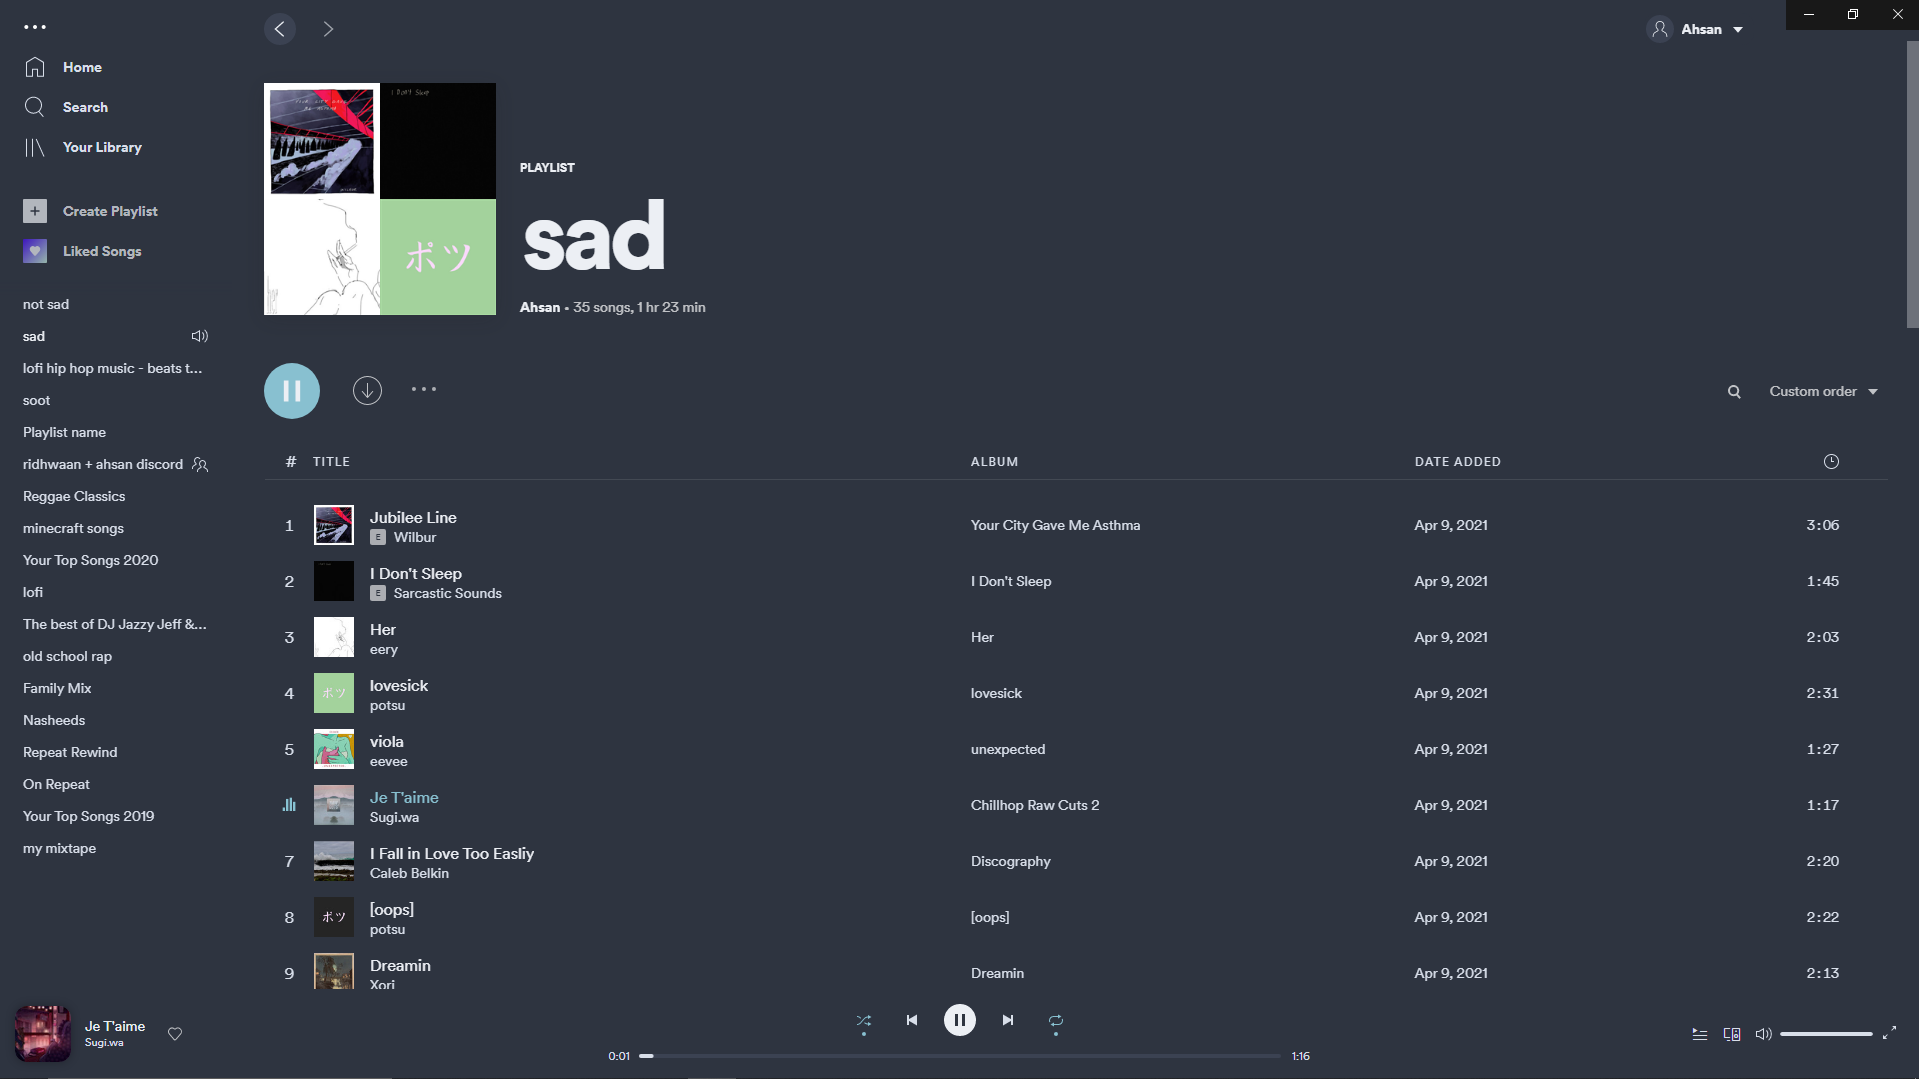 Ahsan
Home
Search
Your Library
Create Playlist
Liked Songs
not sad
sad
lofi hip hop music - beats t...
soot
Playlist name
ridhwaan + ahsan discord
Reggae Classics
minecraft songs
Your Top Songs 2020
lofi
The best of DJ Jazzy Jeff &...
old school rap
Family Mix
Nasheeds
Repeat Rewind
On Repeat
Your Top Songs 2019
my mixtape
I Don't Sleep
ポツ
PLAYLIST
sad
Ahsan • 35 songs, 1 hr 23 min
Custom order
# TITLE ALBUM DATE ADDED
1 Jubilee Line Your City Gave Me Asthma Apr 9, 2021 3:06
E Wilbur
2 I Don't Sleep I Don't Sleep Apr 9, 2021 1:45
E Sarcastic Sounds
3 Her Her Apr 9, 2021 2:03
eery
4 ポツ lovesick lovesick Apr 9, 2021 2:31
potsu
5 viola unexpected Apr 9, 2021 1:27
eevee
Je T'aime Chillhop Raw Cuts 2 Apr 9, 2021 1:17
Sugi.wa
7 I Fall in Love Too Easliy Discography Apr 9, 2021 2:20
Caleb Belkin
8 ポツ [oops] [oops] Apr 9, 2021 2:22
potsu
9 Dreamin Dreamin Apr 9, 2021 2:13
Xori
Je T'aime
Sugi.wa
0:01 1:16